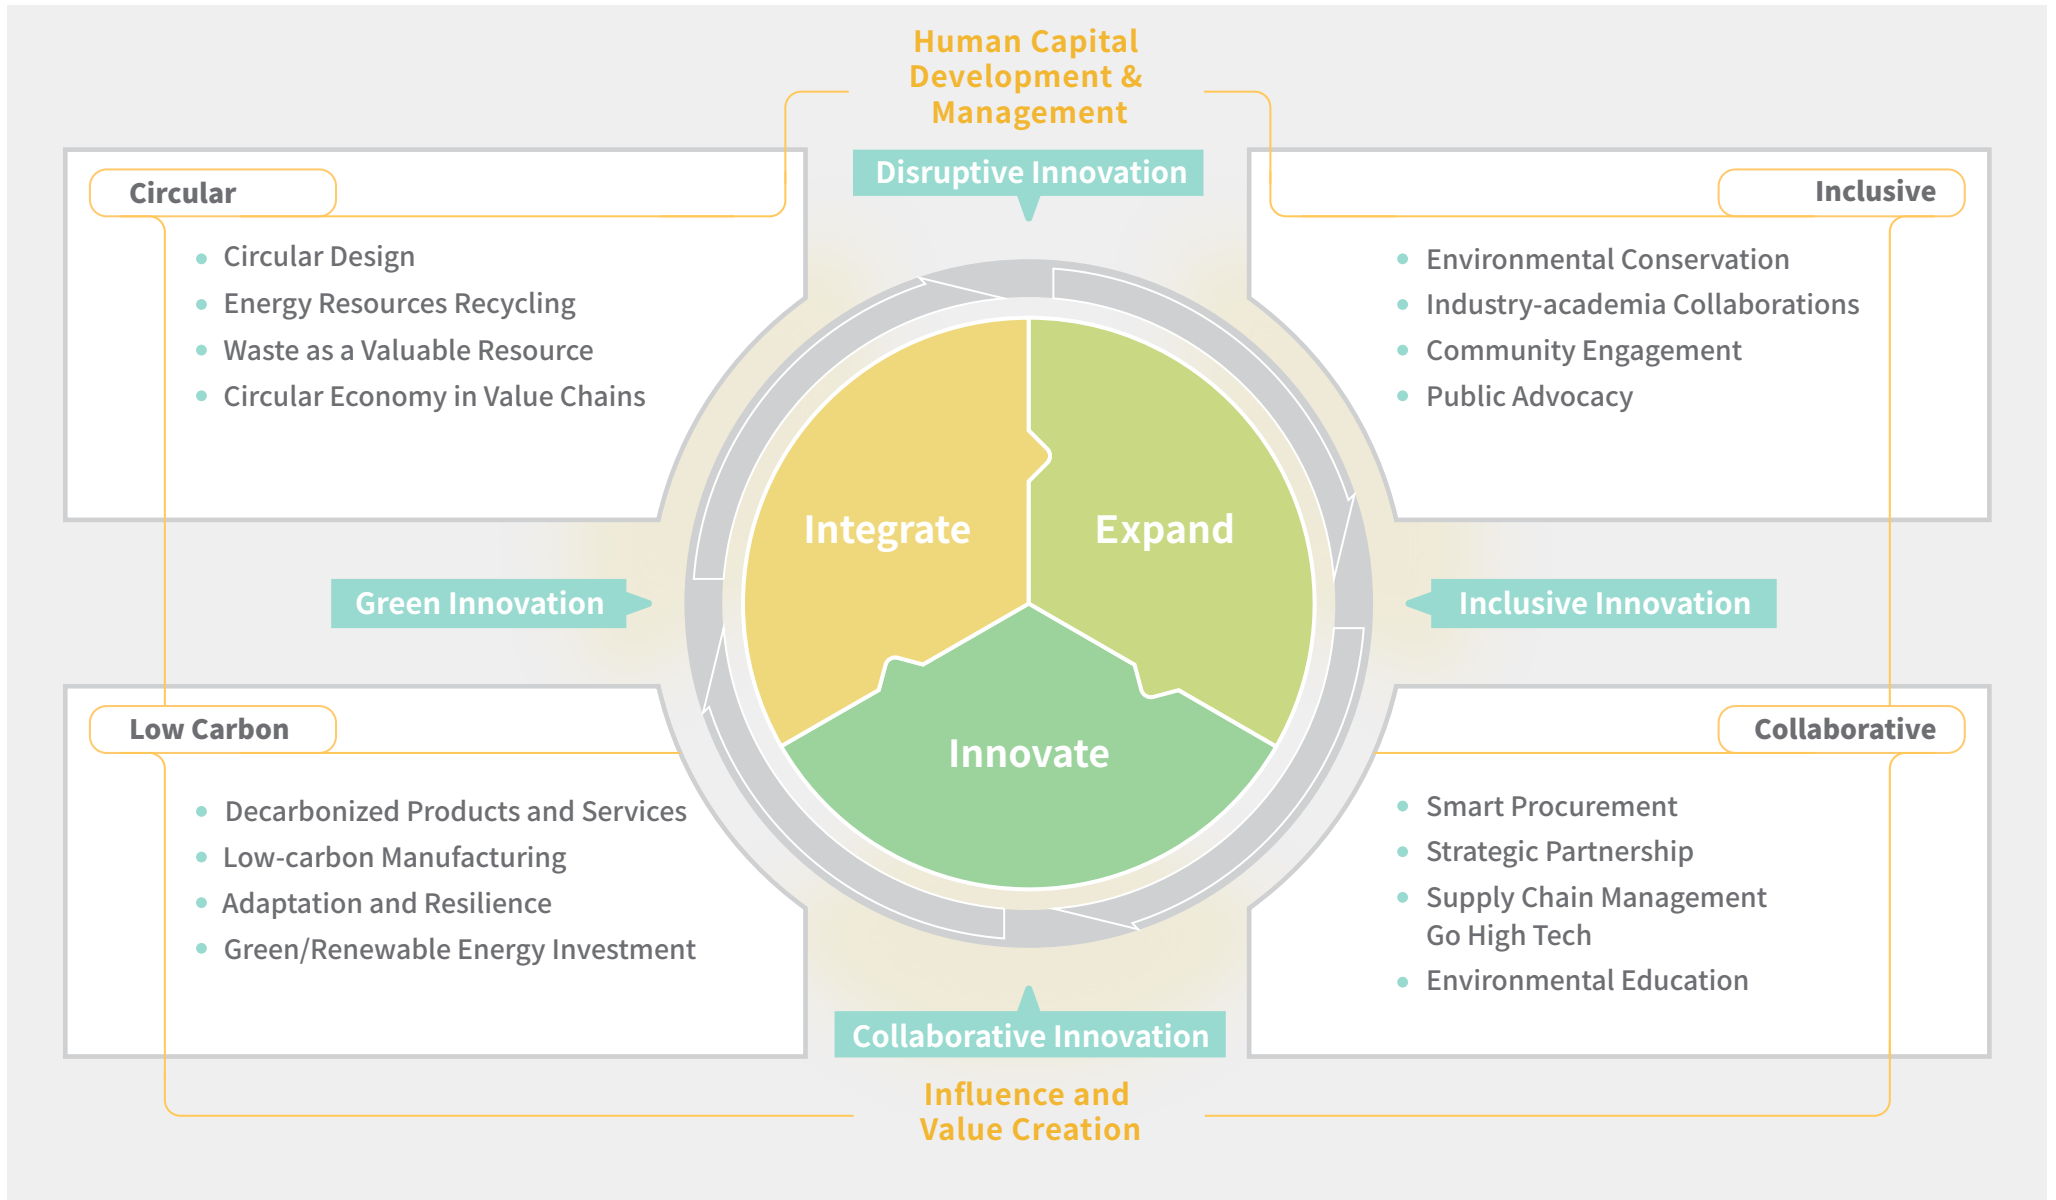 Human Capital
Development &
Management
Disruptive Innovation
Circular
Circular Design
Energy Resources Recycling
Waste as a Valuable Resource
Circular Economy in Value Chains
Inclusive
Environmental Conservation
Industry-academia Collaborations
Community Engagement
Public Advocacy
Integrate
Expand
Innovate
Green Innovation
Inclusive Innovation
Low Carbon
Decarbonized Products and Services
Low-carbon Manufacturing
Adaptation and Resilience
Green/Renewable Energy Investment
Collaborative
Smart Procurement
Strategic Partnership
Supply Chain Management
Go High Tech
Environmental Education
Collaborative Innovation
Influence and
Value Creation